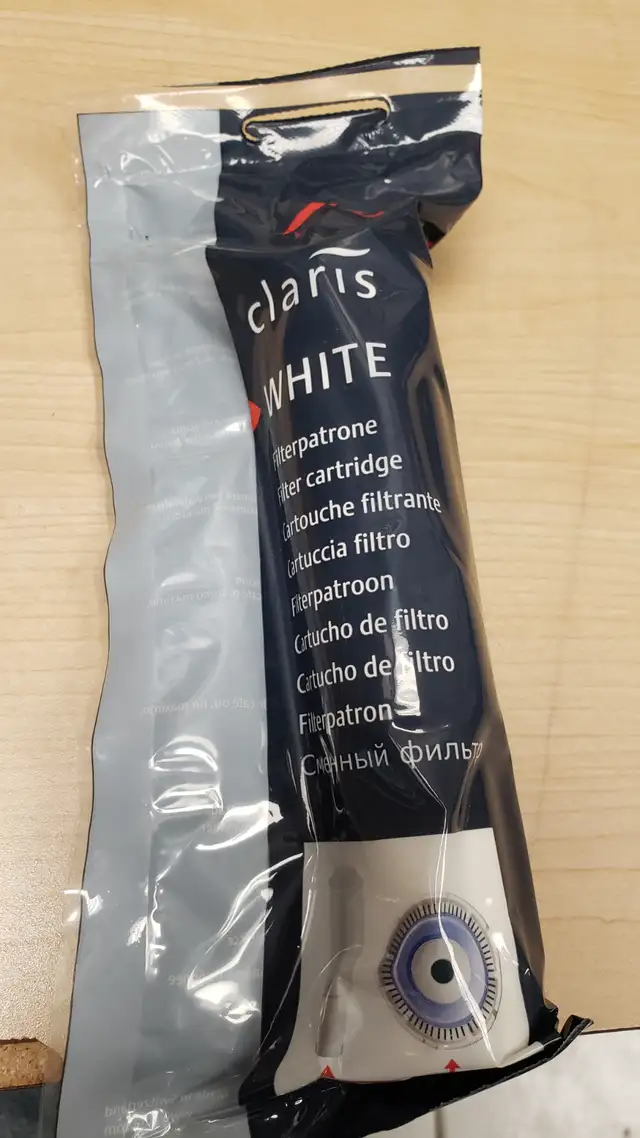 claris
WHITE
Filterpatrone
Filter cartridge
Cartouche filtrante
Cartuccia filtro
Filterpatroon
Cartucho de filtro
Cartucho de filtro
Filterpatron
Сменный фильтр